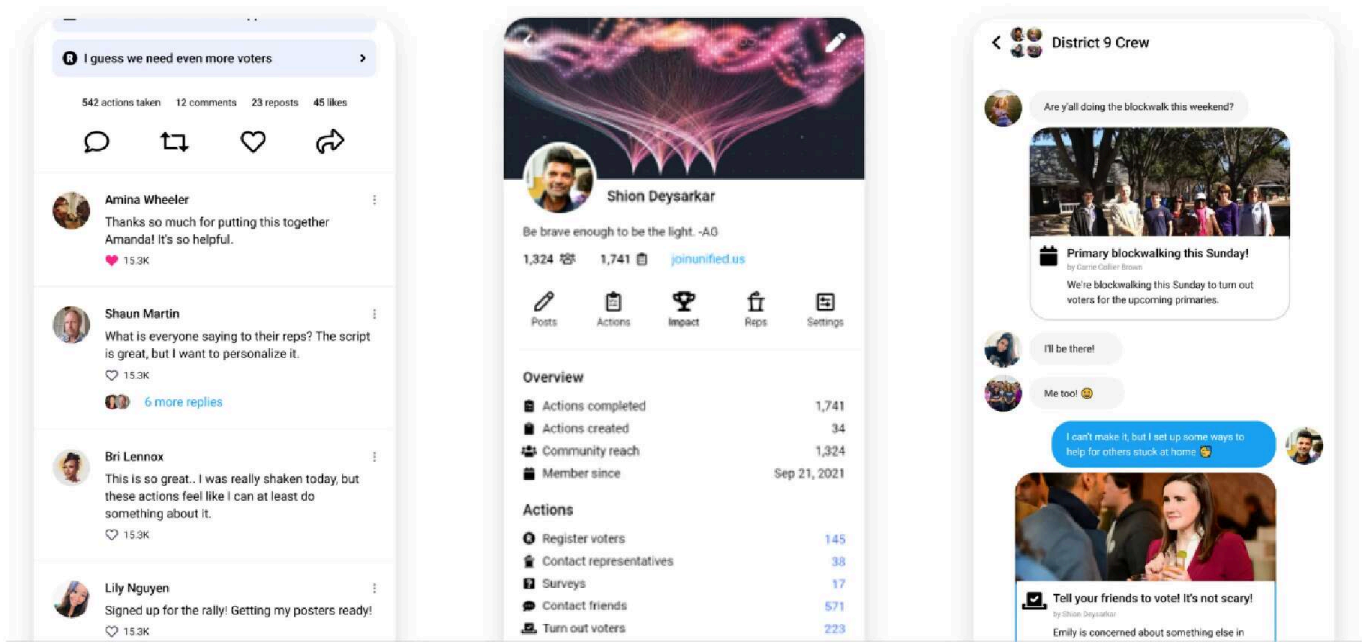 I guess we need even more voters
542 actions taken 12 comments 23 reposts 45 likes
Amina Wheeler
Thanks so much for putting this together
Amanda! It's so helpful.
15.3K
Shaun Martin
What is everyone saying to their reps? The script
is great, but I want to personalize it.
15.3K
6 more replies
Bri Lennox
This is so great.. I was really shaken today, but
these actions feel like I can at least do
something about it.
15.3K
Lily Nguyen
Signed up for the rally! Getting my posters ready!
15.3K
Shion Deysarkar
Be brave enough to be the light. -AG
1,324 1,741 joinunified.us
Posts Actions Impact Reps Settings
Overview
Actions completed 1,741
Actions created 34
Community reach 1,324
Member since Sep 21, 2021
Actions
Register voters 145
Contact representatives 38
Surveys 17
Contact friends 571
Turn out voters 223
District 9 Crew
Are y'all doing the blockwalk this weekend?
Primary blockwalking this Sunday!
by Carrie Collier Brown
We're blockwalking this Sunday to turn out
voters for the upcoming primaries.
I'll be there!
Me too!
I can't make it, but I set up some ways to
help for others stuck at home
Tell your friends to vote! It's not scary!
by Shion Deysarkar
Emily is concerned about something else in